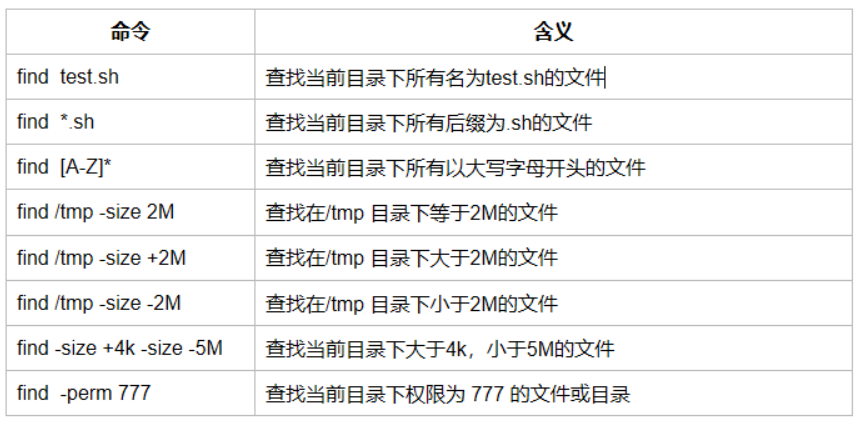 命令 含义
find test.sh 查找当前目录下所有名为test.sh的文件
find *.sh 查找当前目录下所有后缀为.sh的文件
find [A-Z]* 查找当前目录下所有以大写字母开头的文件
find /tmp -size 2M 查找在/tmp 目录下等于2M的文件
find /tmp -size +2M 查找在/tmp 目录下大于2M的文件
find /tmp -size -2M 查找在/tmp 目录下小于2M的文件
find -size +4k -size -5M 查找当前目录下大于4k，小于5M的文件
find -perm 777 查找当前目录下权限为 777 的文件或目录